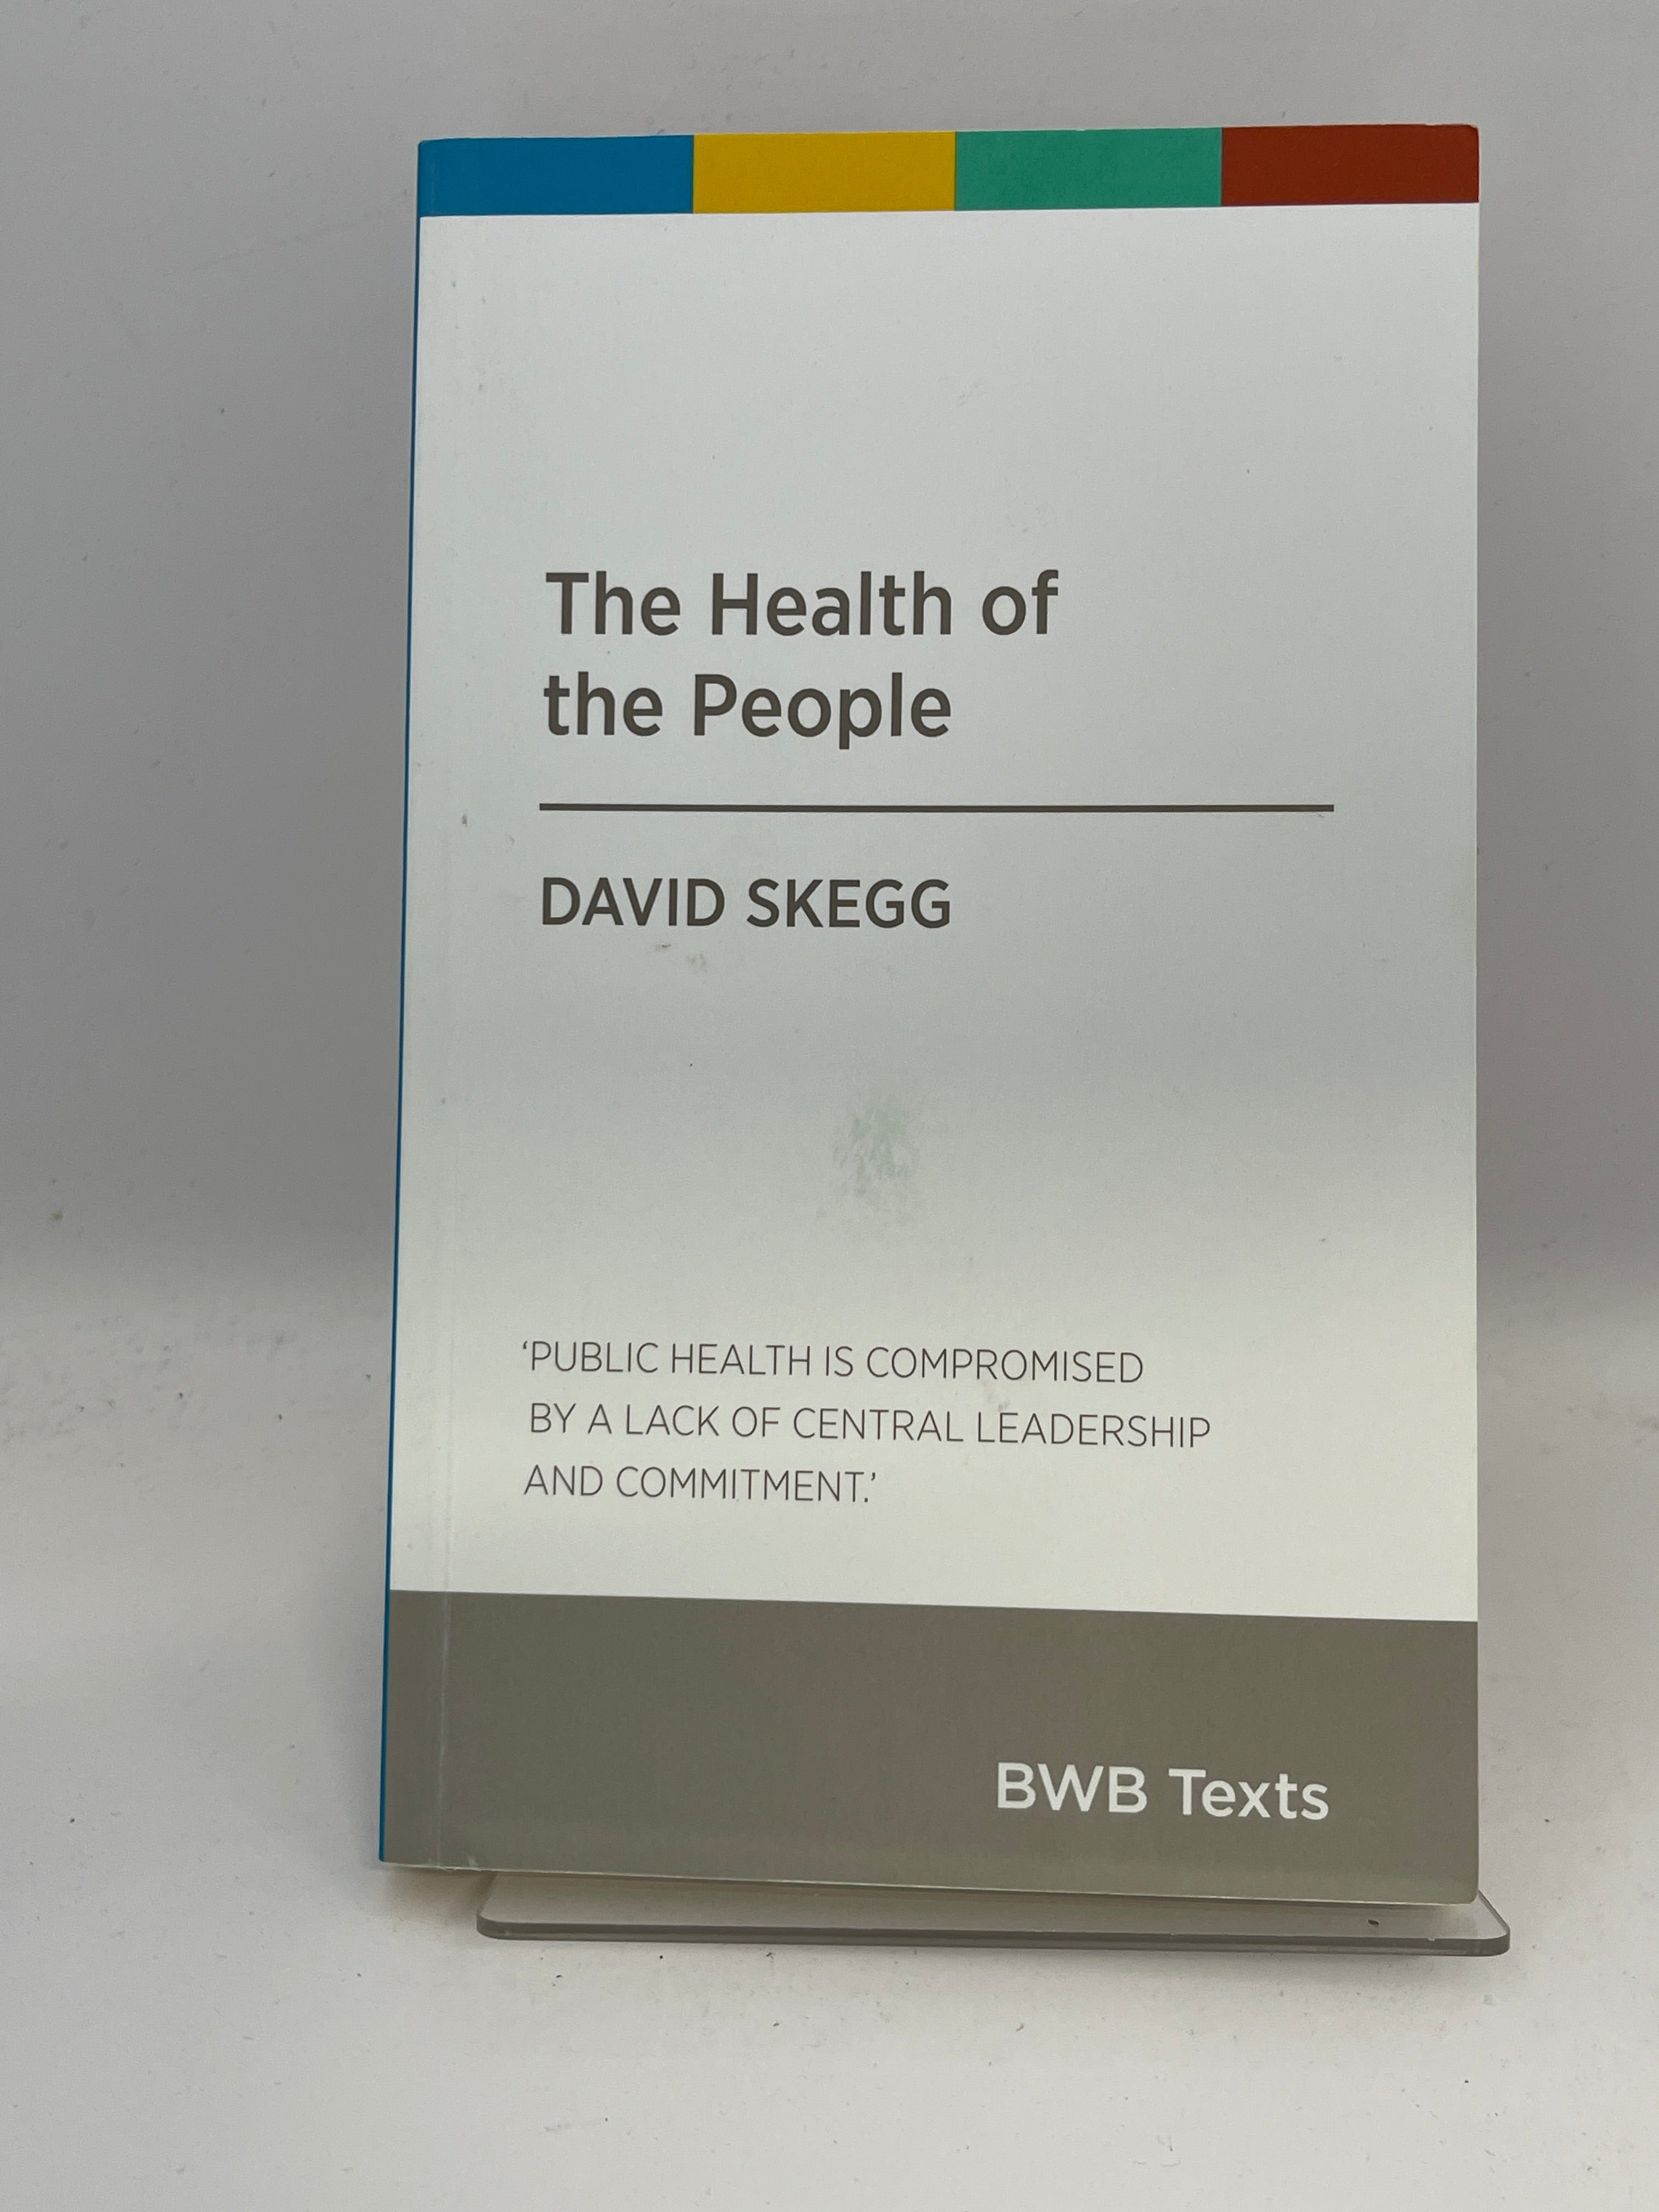 The Health of
the People
DAVID SKEGG
‘PUBLIC HEALTH IS COMPROMISED
BY A LACK OF CENTRAL LEADERSHIP
AND COMMITMENT.’
BWB Texts